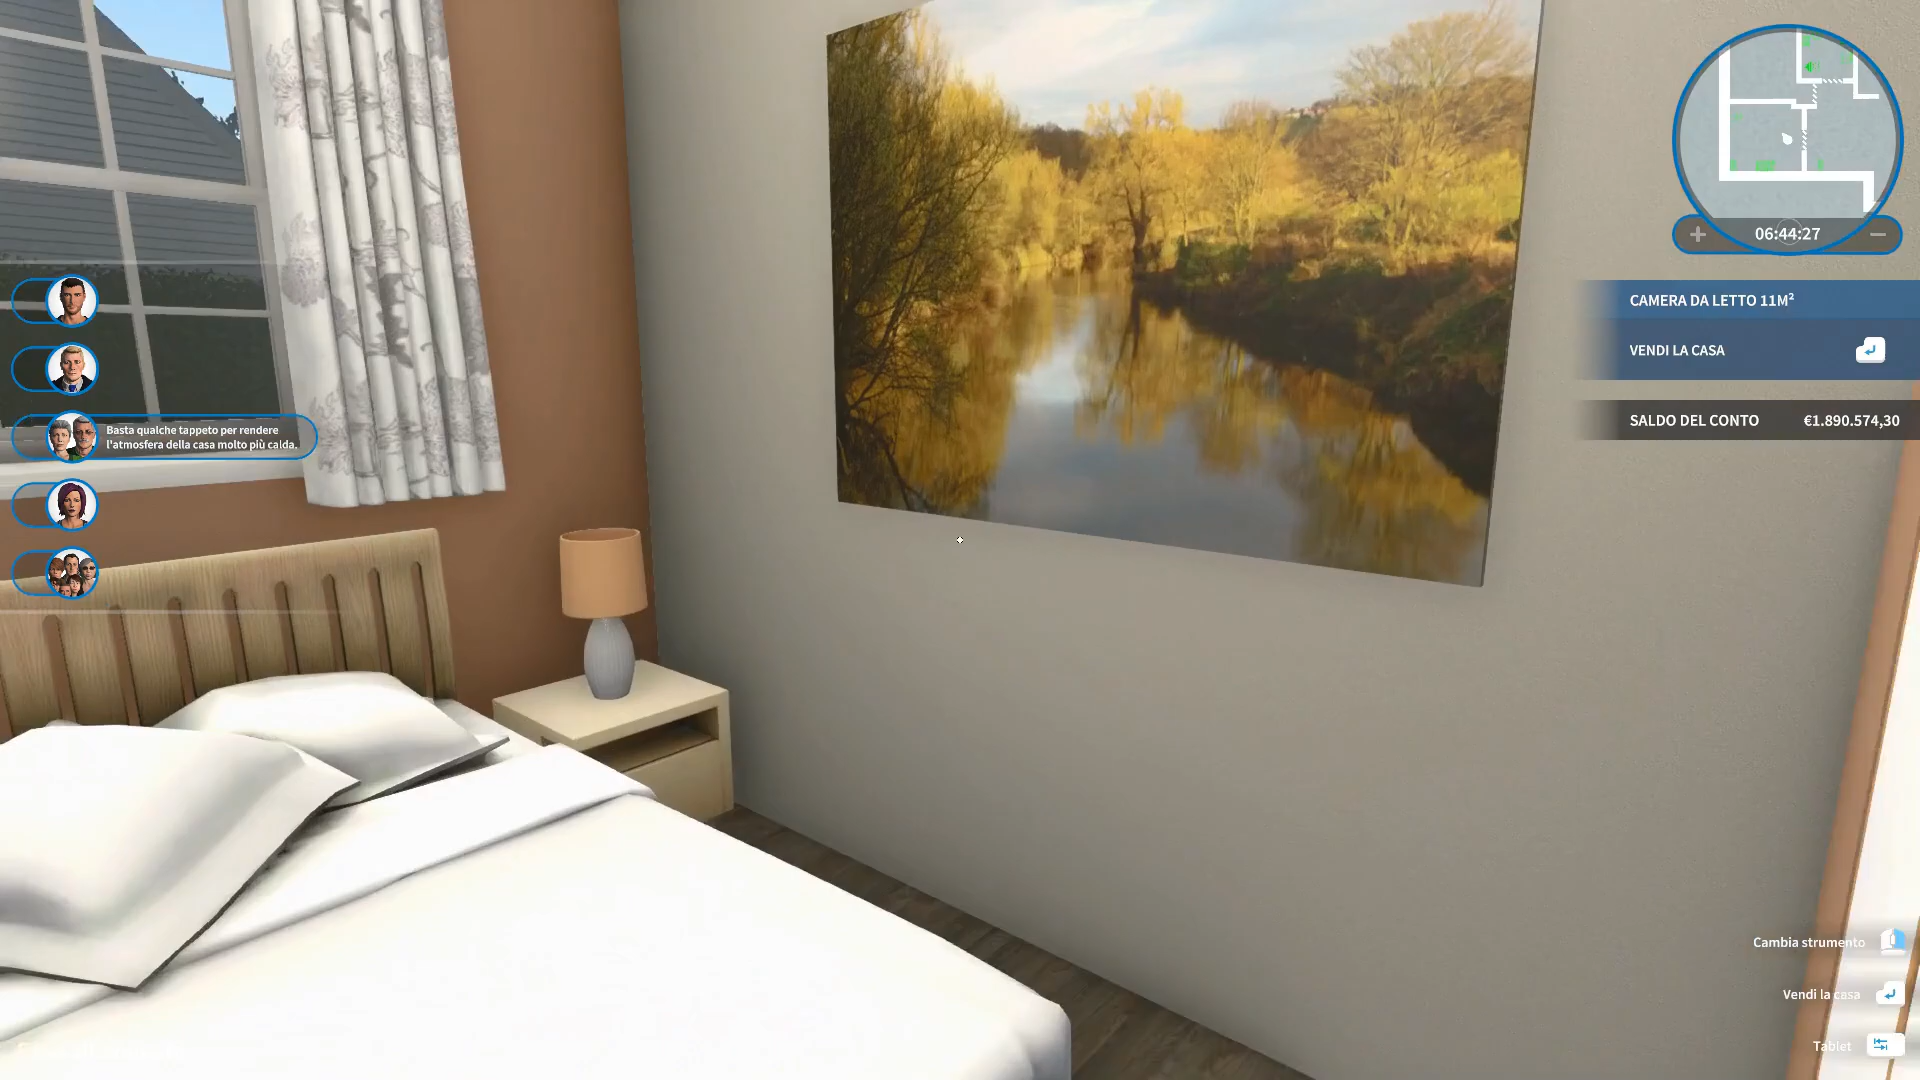 06:44:27
CAMERA DA LETTO 11M²
VENDI LA CASA
SALDO DEL CONTO €1.890.574,30
Basta qualche tappeto per rendere
l'atmosfera della casa molto più calda.
Cambia strumento
Vendi la casa
Tablet